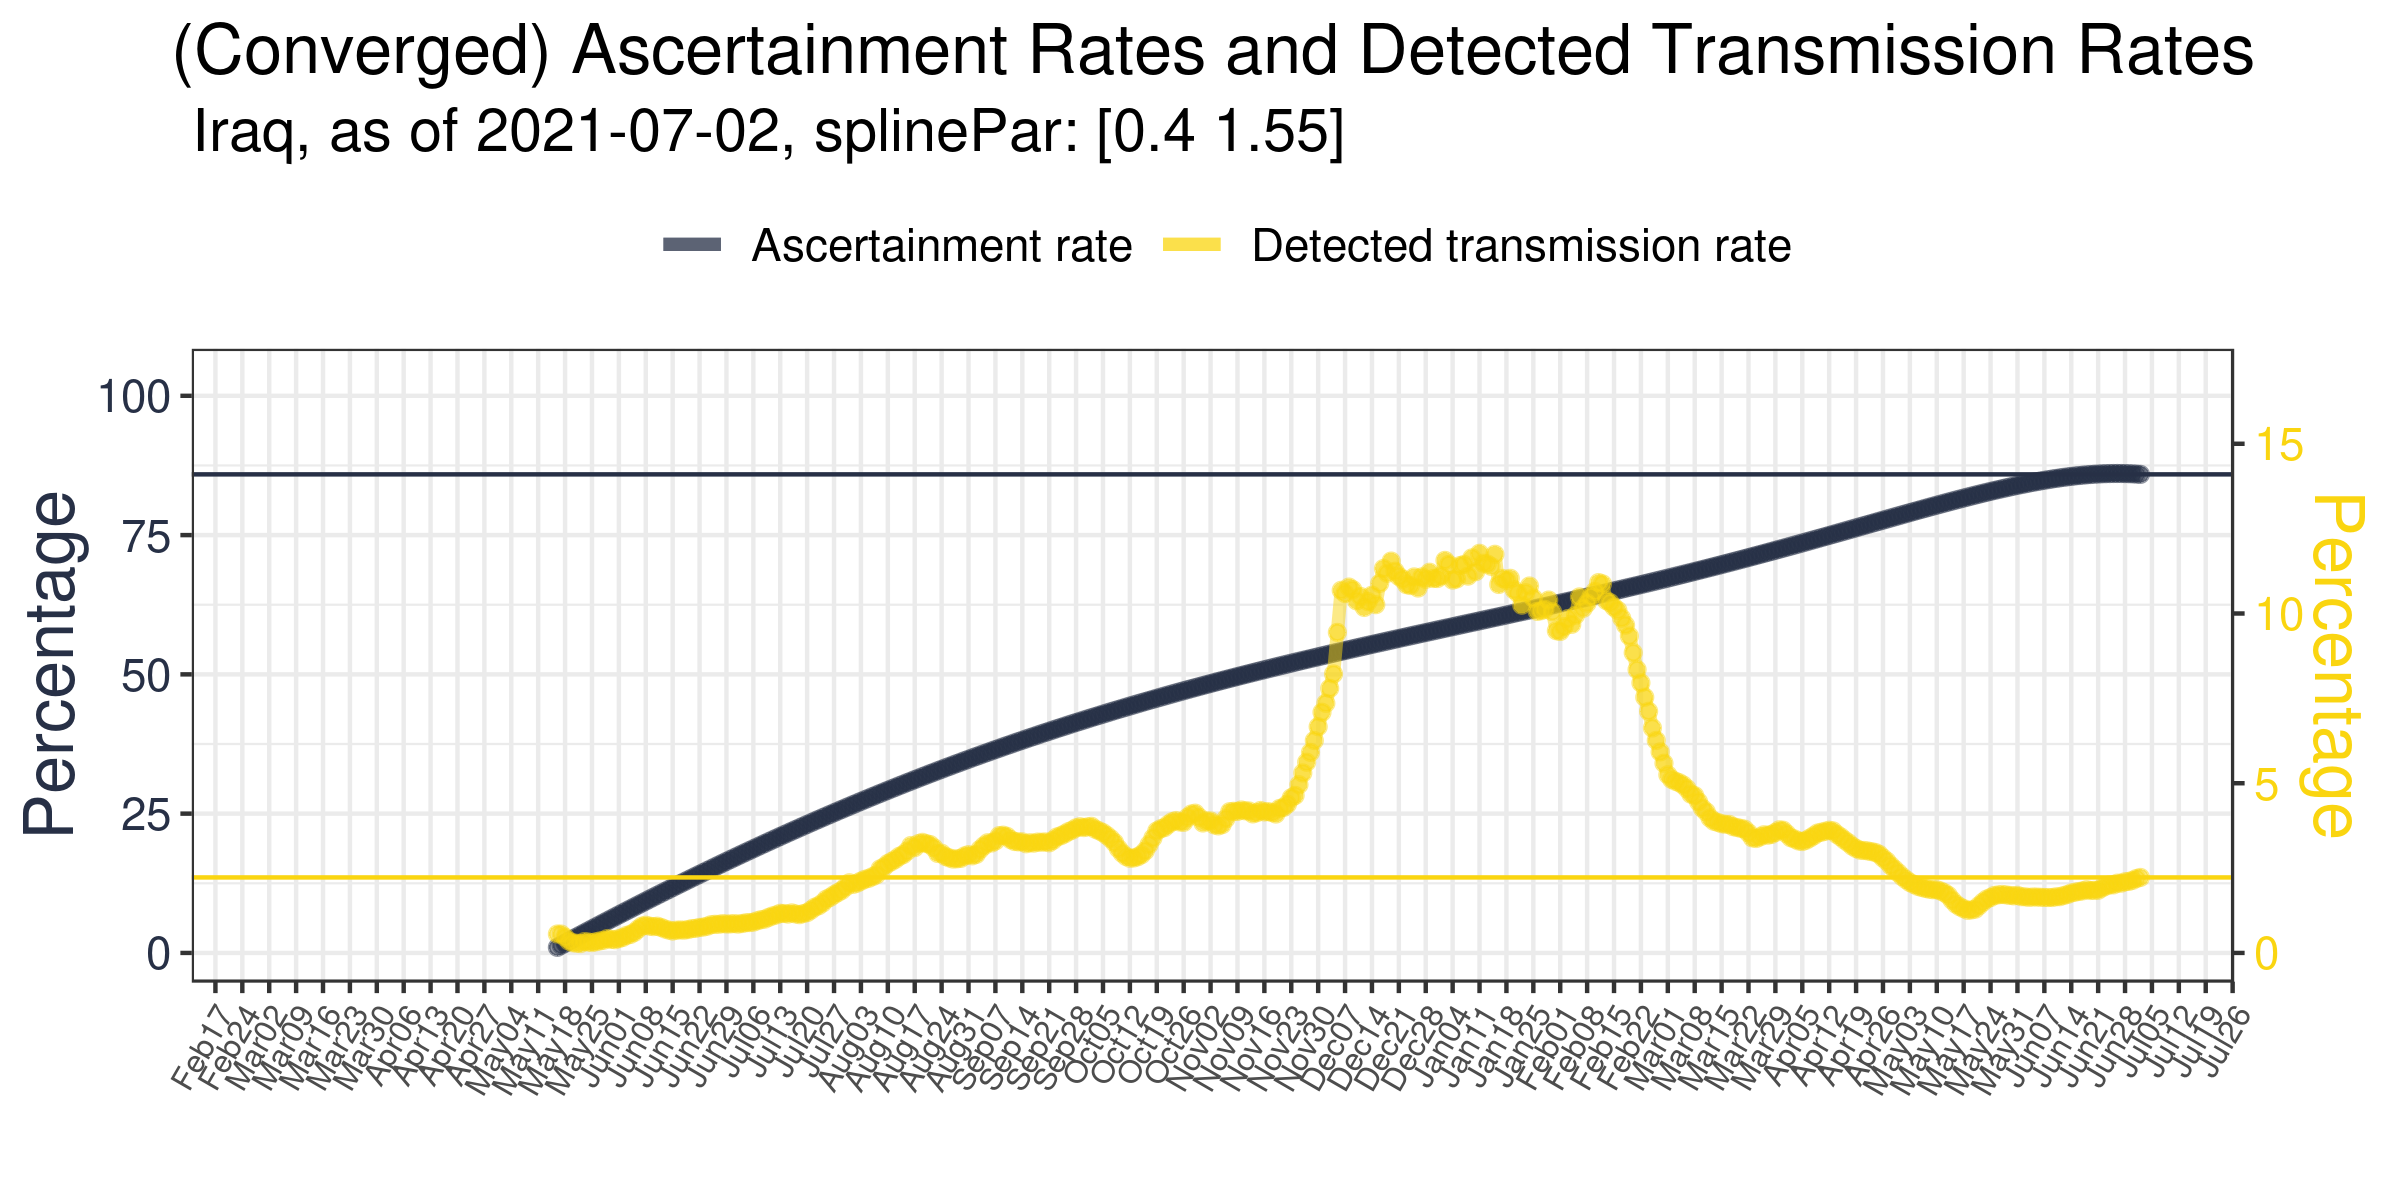 (Converged) Ascertainment Rates and Detected Transmission Rates
Iraq, as of 2021-07-02, splinePar: [0.4 1.55]
Ascertainment rate
Detected transmission rate
Percentage
100
75
50
25
0
15
10
5
0
Percentage
Feb17
Feb24
Mar02
Mar09
Mar16
Mar23
Mar30
Apr06
Apr13
Apr20
Apr27
May04
May11
May18
May25
Jun01
Jun08
Jun15
Jun22
Jun29
Jul06
Jul13
Jul20
Jul27
Aug03
Aug10
Aug17
Aug24
Aug31
Sep07
Sep14
Sep21
Sep28
Oct05
Oct12
Oct19
Oct26
Nov02
Nov09
Nov16
Nov23
Nov30
Dec07
Dec14
Dec21
Dec28
Dec04
Jan11
Jan18
Jan25
Feb01
Feb08
Feb15
Feb22
Mar01
Mar08
Mar15
Mar22
Mar29
Apr05
Apr12
Apr19
Apr26
May03
May10
May17
May24
May31
May07
Jun14
Jun21
Jun28
Jun05
Jul12
Jul19
Jul26